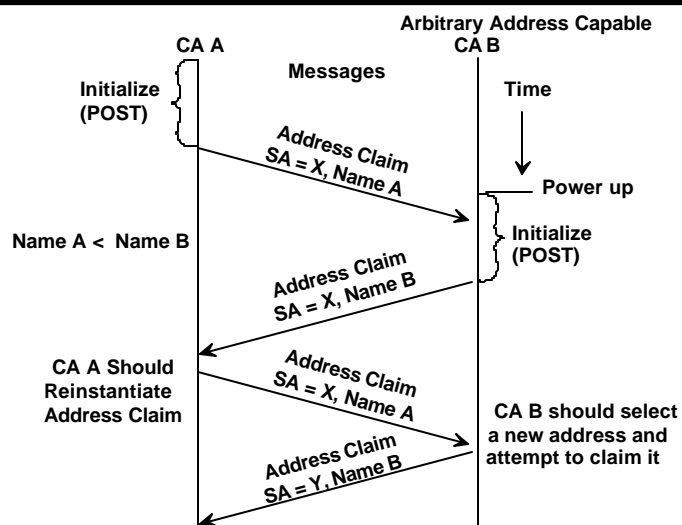 Arbitrary Address Capable
CA A
CA B
Messages
Initialize
(POST)
Time
Address Claim
SA = X, Name A
Power up
Name A < Name B
Initialize
(POST)
Address Claim
SA = X, Name B
CA A Should
Reinstantiate
Address Claim
Address Claim
SA = X, Name A
CA B should select
a new address and
attempt to claim it
Address Claim
SA = Y, Name B